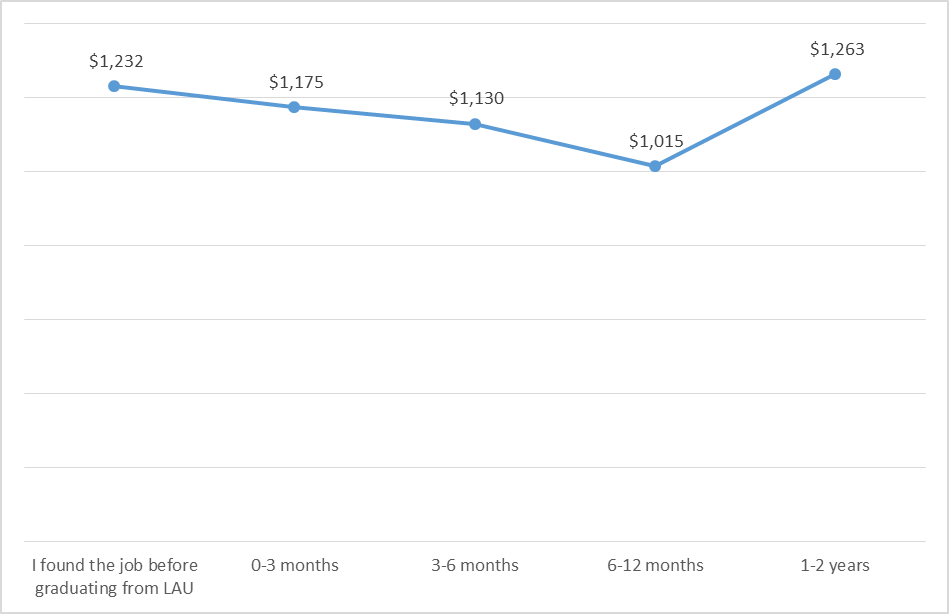 $1,232
$1,175
$1,130
$1,015
$1,263
I found the job before
graduating from LAU
0-3 months
3-6 months
6-12 months
1-2 years